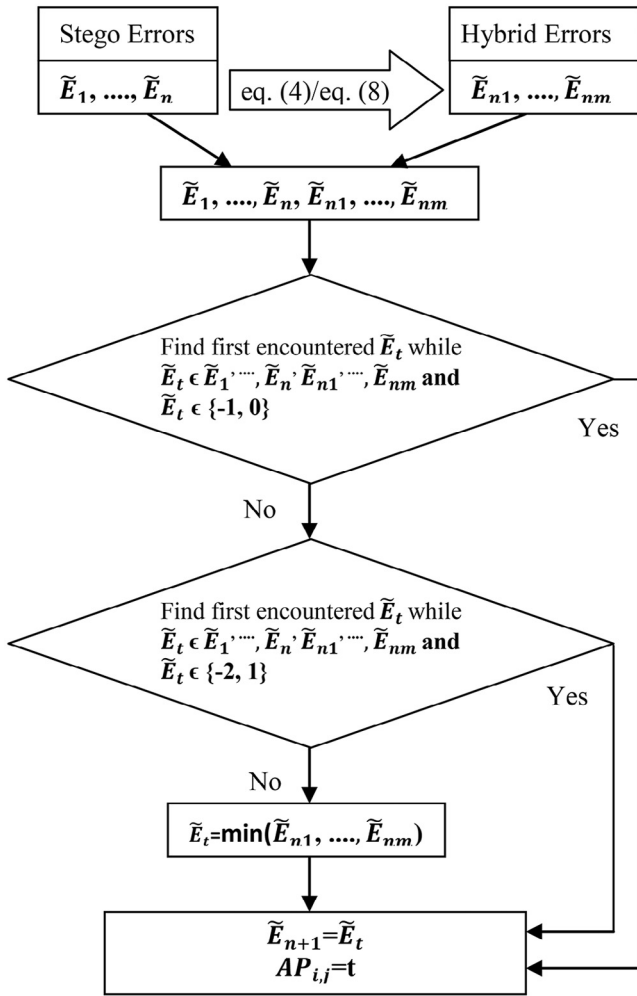 Stego Errors
Ẽ₁, ...., Ẽₙ
eq. (4)/eq. (8)
Hybrid Errors
Ẽₙ₁, ...., Ẽₙₘ
Ẽ₁, ...., Ẽₙ, Ẽₙ₁, ...., Ẽₙₘ
Find first encountered Ẽₜ while
Ẽₜ ϵ Ẽ₁, ...., Ẽₙ, Ẽₙ₁, ...., Ẽₙₘ and
Ẽₜ ϵ {-1, 0}
Yes
No
Find first encountered Ẽₜ while
Ẽₜ ϵ Ẽ₁, ...., Ẽₙ, Ẽₙ₁, ...., Ẽₙₘ and
Ẽₜ ϵ {-2, 1}
Yes
No
Ẽₜ=min(Ẽₙ₁, ...., Ẽₙₘ)
Ẽₙ₊₁=Ẽₜ
APᵢ,ⱼ=t